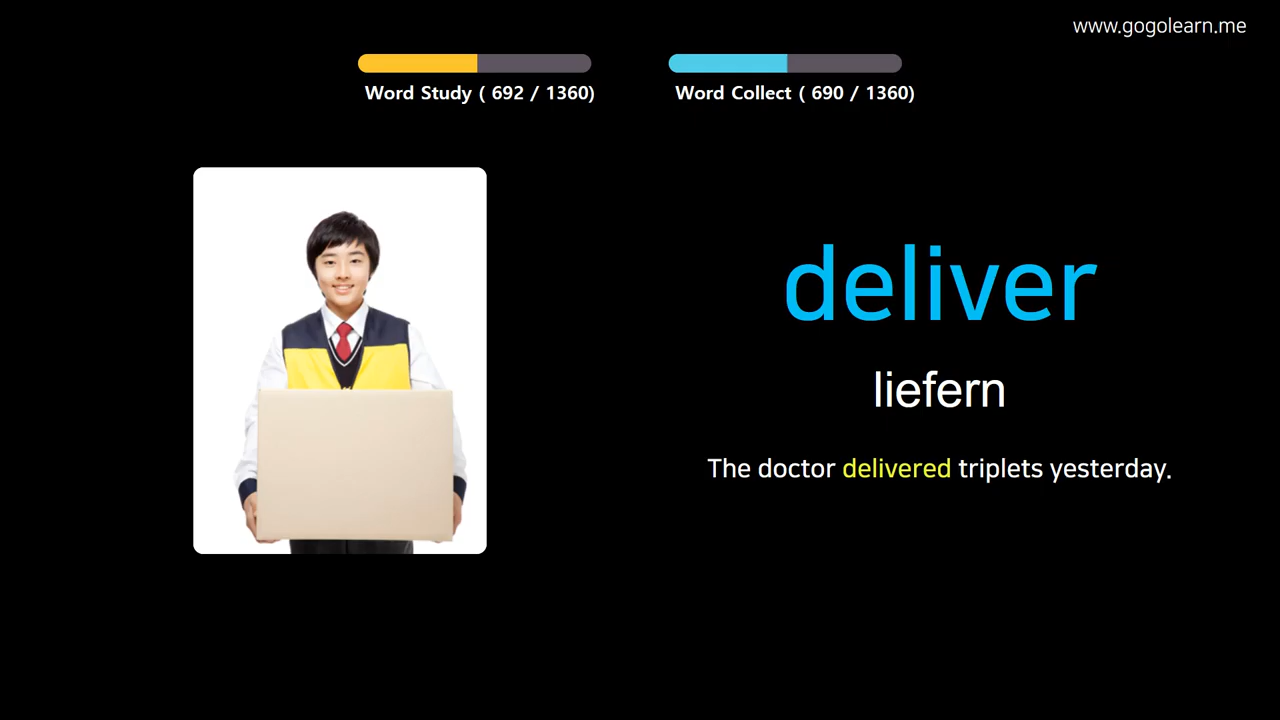 www.gogolearn.me
Word Study ( 692 / 1360)
Word Collect ( 690 / 1360)
deliver
liefern
The doctor delivered triplets yesterday.